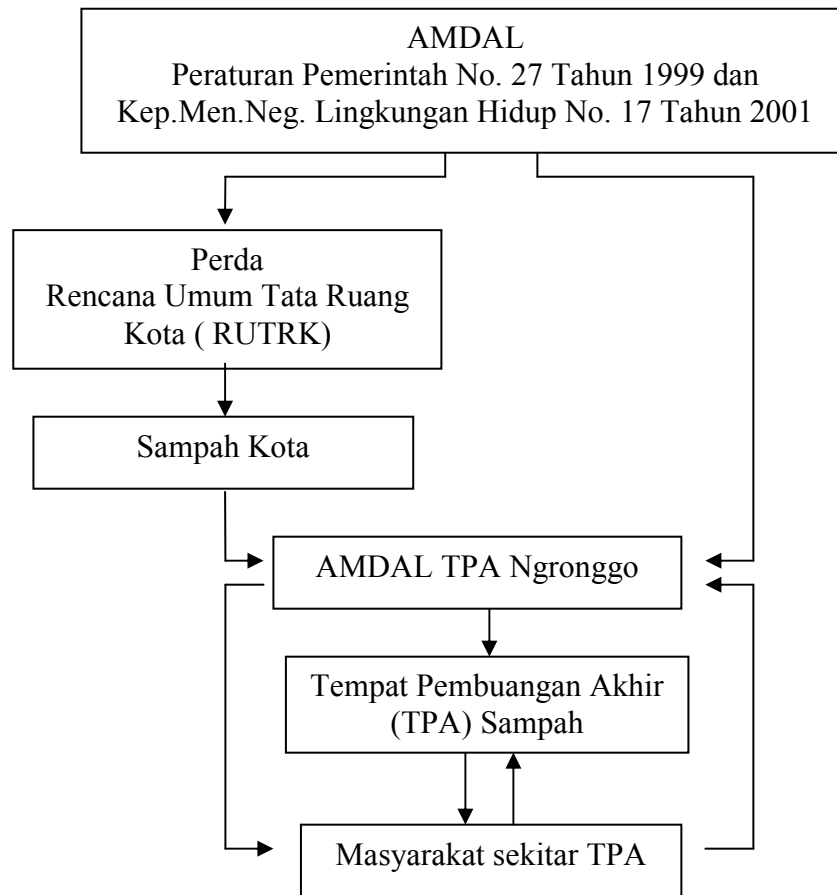 AMDAL
Peraturan Pemerintah No. 27 Tahun 1999 dan
Kep.Men.Neg. Lingkungan Hidup No. 17 Tahun 2001
Perda
Rencana Umum Tata Ruang
Kota ( RUTRK)
Sampah Kota
AMDAL TPA Ngronggo
Tempat Pembuangan Akhir
(TPA) Sampah
Masyarakat sekitar TPA